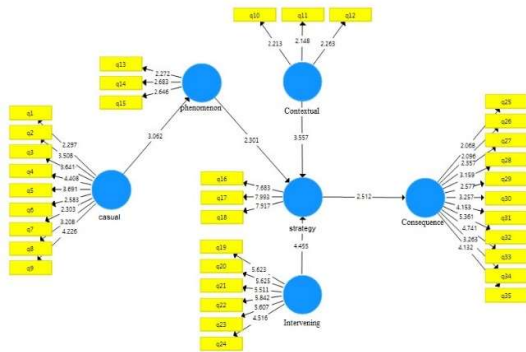 q10
q11
q12
2.213
2.148
2.263
Contextual
q13
q14
q15
2.272
2.683
2.646
phenomenon
3.062
2.301
3.557
q1
q2
q3
q4
q5
q6
q7
q8
q9
2.297
3.508
3.641
4.408
3.691
2.583
2.303
3.208
4.226
casual
q16
q17
q18
7.683
7.992
7.917
strategy
2.512
4.455
q19
q20
q21
q22
q23
q24
5.623
5.625
5.511
5.842
5.607
4.516
Intervening
Consequence
q25
q26
q27
q28
q29
q30
q31
q32
q33
q34
q35
2.068
2.096
2.357
3.159
2.577
3.257
4.153
5.361
4.741
3.263
4.132